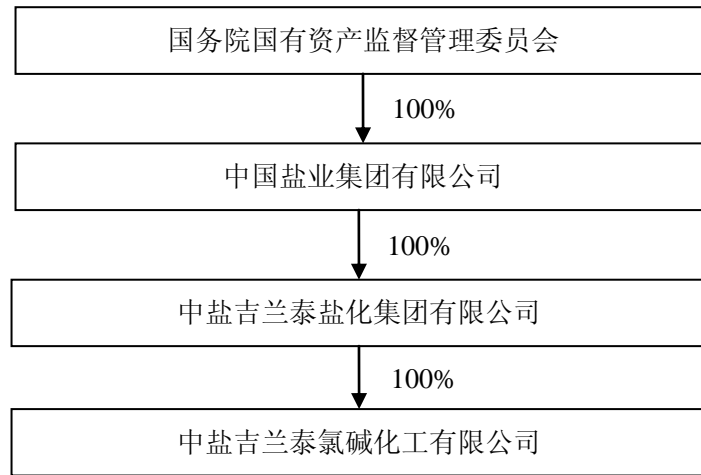 国务院国有资产监督管理委员会
100%
中国盐业集团有限公司
100%
中盐吉兰泰盐化集团有限公司
100%
中盐吉兰泰氯碱化工有限公司